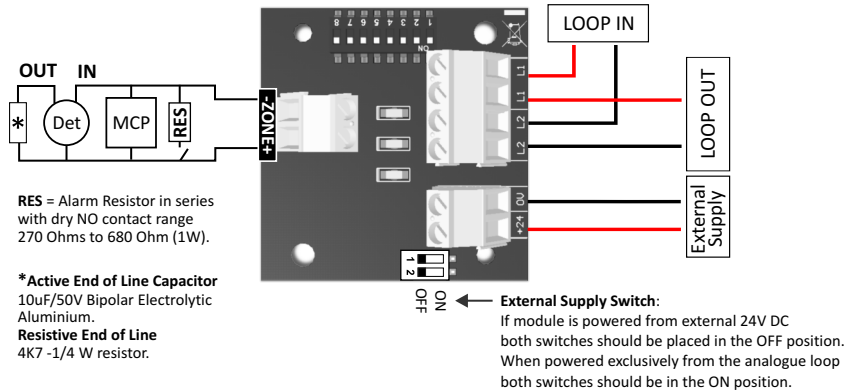 LOOP IN
8 7 6 5 4 3 2 1
ON
OUT IN
* Det MCP RES
-ZONE+
L1
L1
L2
L2
LOOP OUT
0V
+24
External
Supply
RES = Alarm Resistor in series
with dry NO contact range
270 Ohms to 680 Ohm (1W).
*Active End of Line Capacitor
10uF/50V Bipolar Electrolytic
Aluminium.
Resistive End of Line
4K7 -1/4 W resistor.
1
2
ON
OFF
External Supply Switch:
If module is powered from external 24V DC
both switches should be placed in the OFF position.
When powered exclusively from the analogue loop
both switches should be in the ON position.